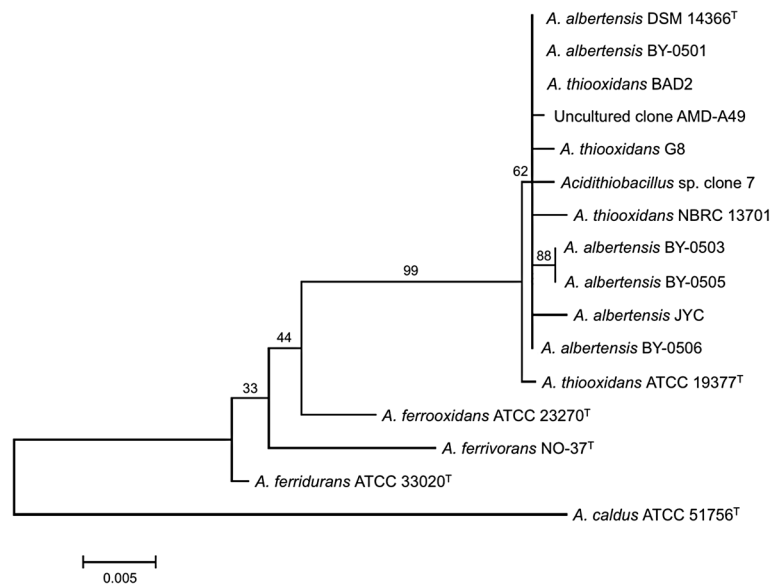 A. albertensis DSM 14366ᵀ
A. albertensis BY-0501
A. thiooxidans BAD2
Uncultured clone AMD-A49
A. thiooxidans G8
62
Acidithiobacillus sp. clone 7
A. thiooxidans NBRC 13701
A. albertensis BY-0503
88
A. albertensis BY-0505
99
A. albertensis JYC
44
A. albertensis BY-0506
A. thiooxidans ATCC 19377ᵀ
33
A. ferrooxidans ATCC 23270ᵀ
A. ferrivorans NO-37ᵀ
A. ferridurans ATCC 33020ᵀ
A. caldus ATCC 51756ᵀ
0.005